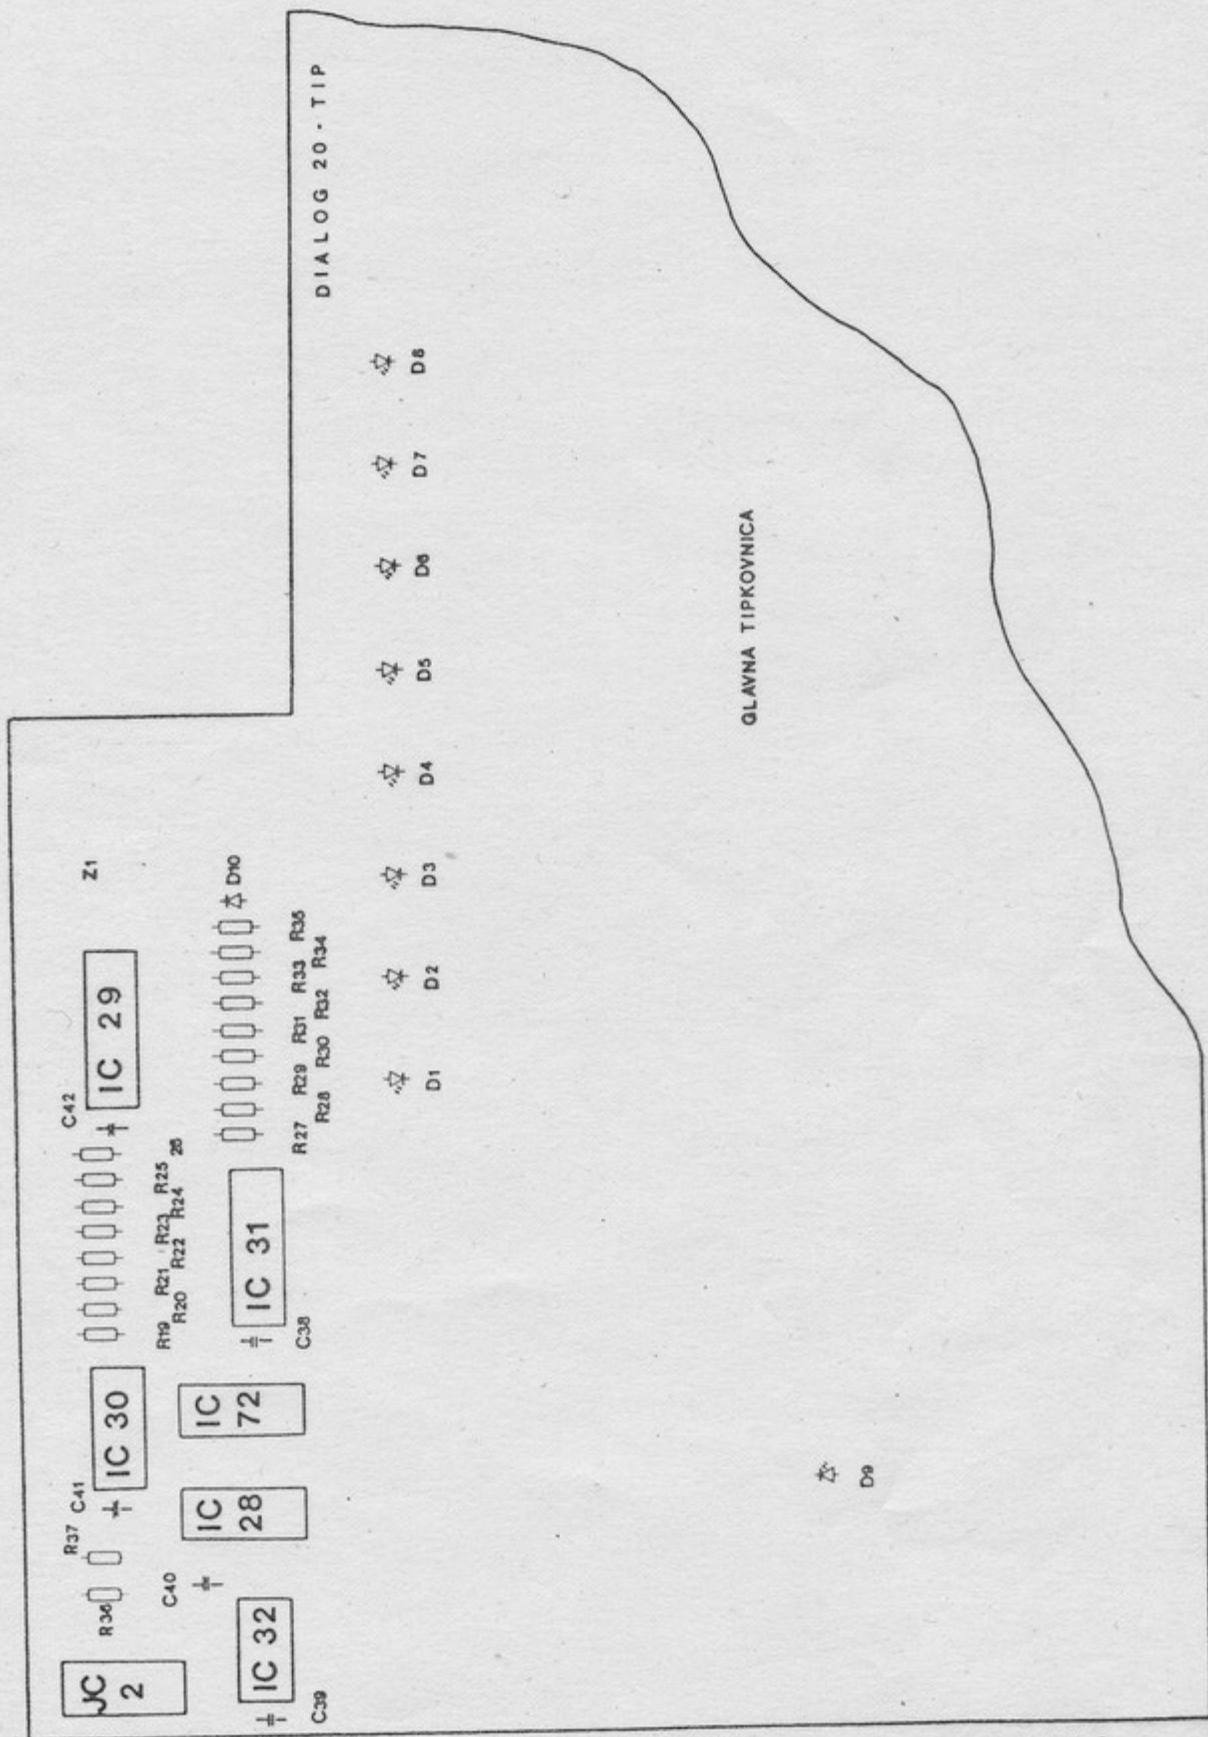 JC
2
R36
R37
C41
IC 30
C42
IC 29
Z1
R19 R21 R23 R25
R20 R22 R24 26
C40
IC
28
IC
72
C39
IC 32
C38
IC 31
D10
R27 R29 R31 R33 R35
R28 R30 R32 R34
DIALOG 20 - TIP
D1
D2
D3
D4
D5
D6
D7
D8
GLAVNA TIPKOVNICA
D9